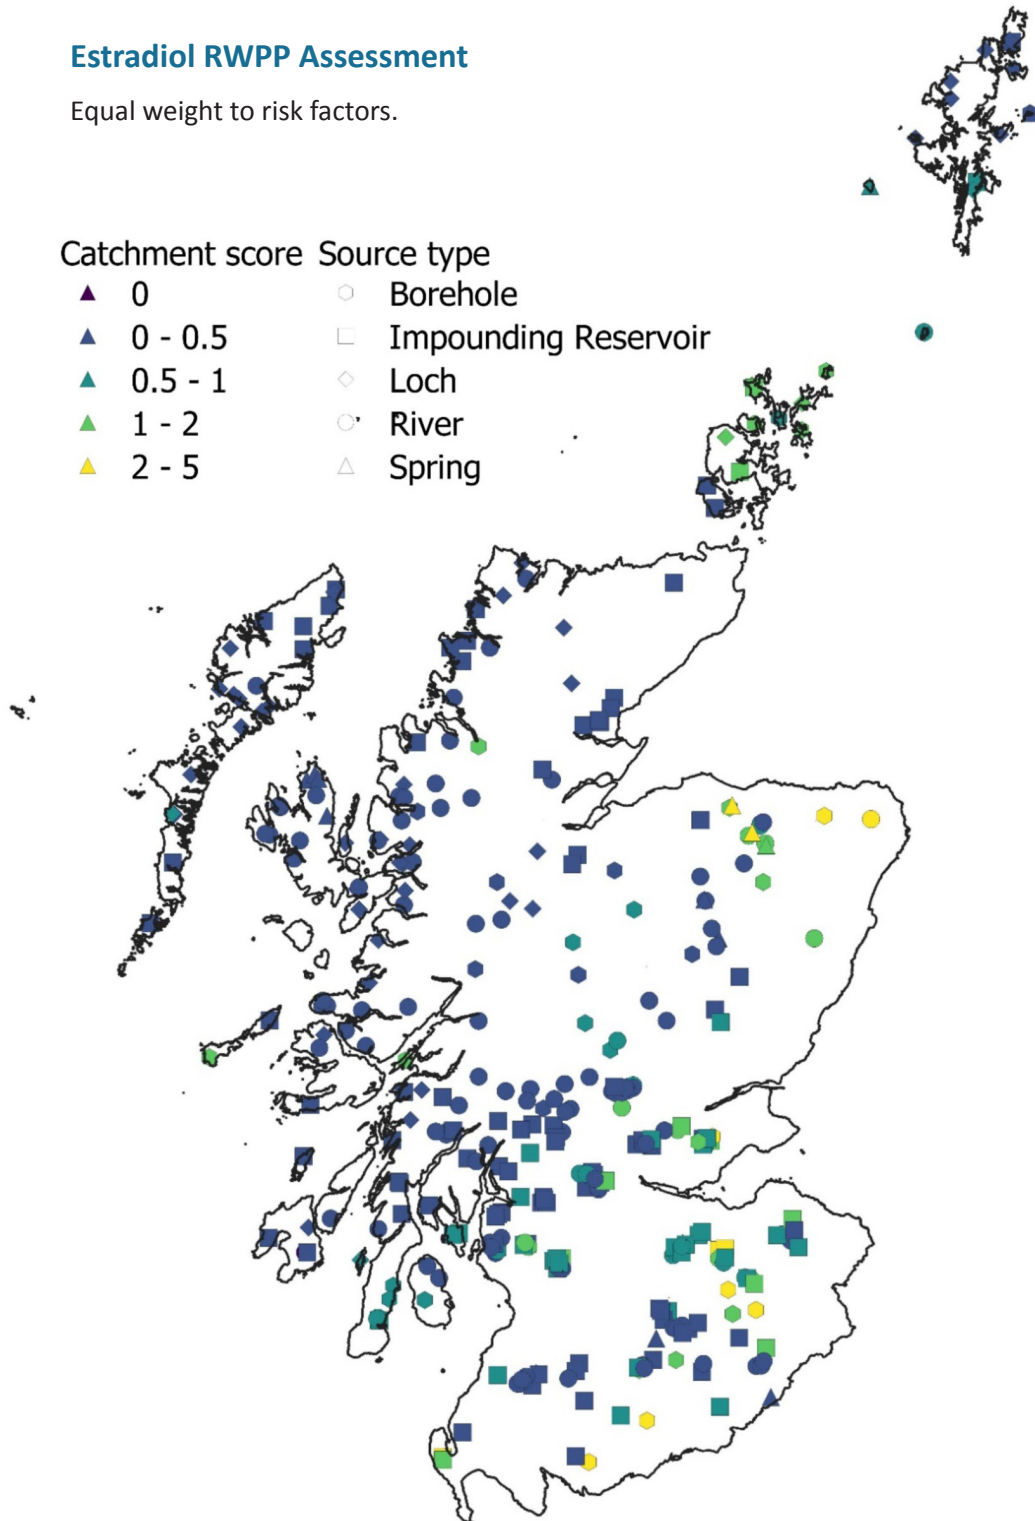 Estradiol RWPP Assessment
Equal weight to risk factors.
Catchment score Source type
0 Borehole
0 - 0.5 Impounding Reservoir
0.5 - 1 Loch
1 - 2 River
2 - 5 Spring